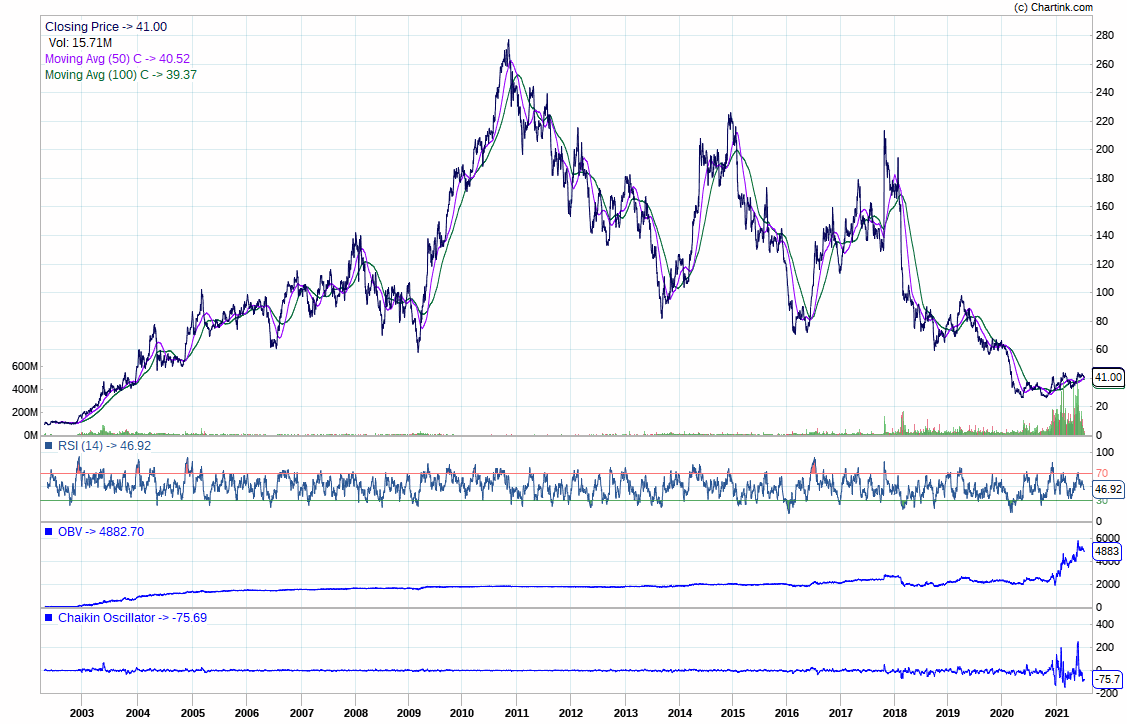 (c) Chartink.com
Closing Price -> 41.00
Vol: 15.71M
Moving Avg (50) C -> 40.52
Moving Avg (100) C -> 39.37
280
260
240
220
200
180
160
140
120
100
80
60
41.00
20
0
600M
400M
200M
0M
RSI (14) -> 46.92
100
70
46.92
30
0
OBV -> 4882.70
6000
4883
4000
2000
0
Chaikin Oscillator -> -75.69
400
200
0
-75.7
-200
2003 2004 2005 2006 2007 2008 2009 2010 2011 2012 2013 2014 2015 2016 2017 2018 2019 2020 2021